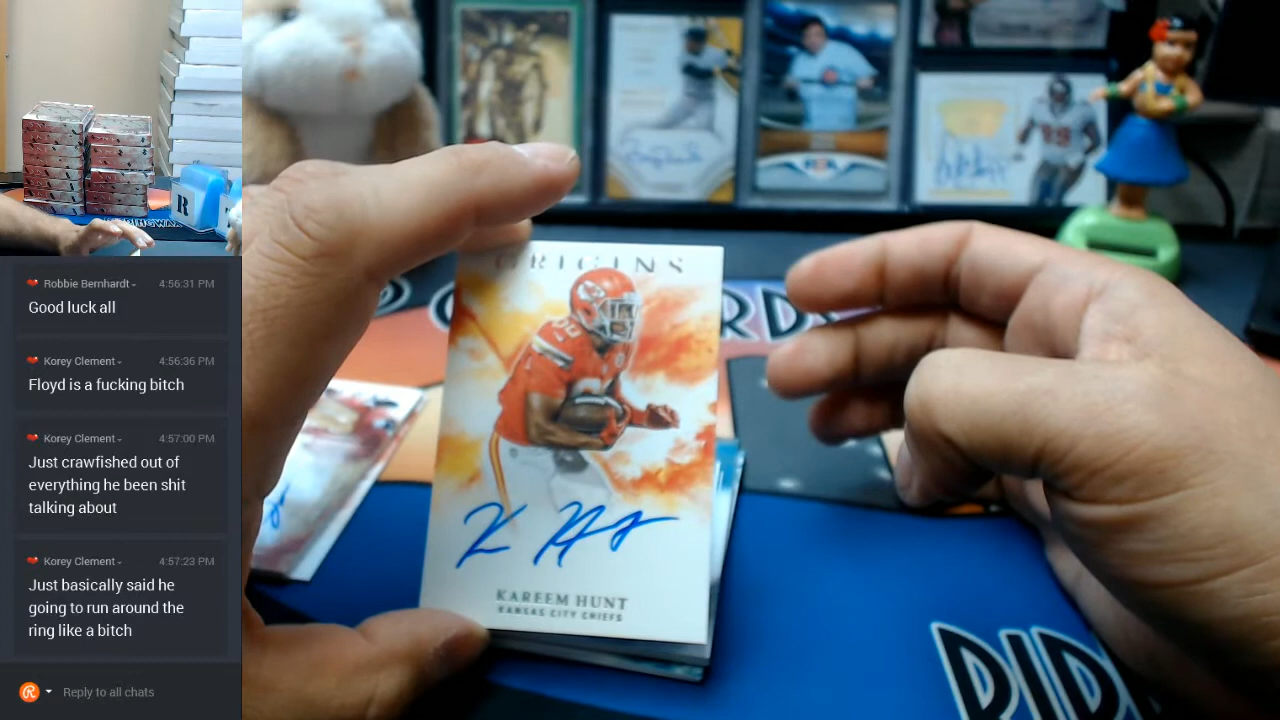 Robbie Bernhardt
4:56:31 PM
Good luck all
Korey Clement
4:56:36 PM
Floyd is a fucking bitch
Korey Clement
4:57:00 PM
Just crawfished out of
everything he been shit
talking about
Korey Clement
4:57:23 PM
Just basically said he
going to run around the
ring like a bitch
R
Reply to all chats
ORIGINS
KAREEM HUNT
KANSAS CITY CHIEFS